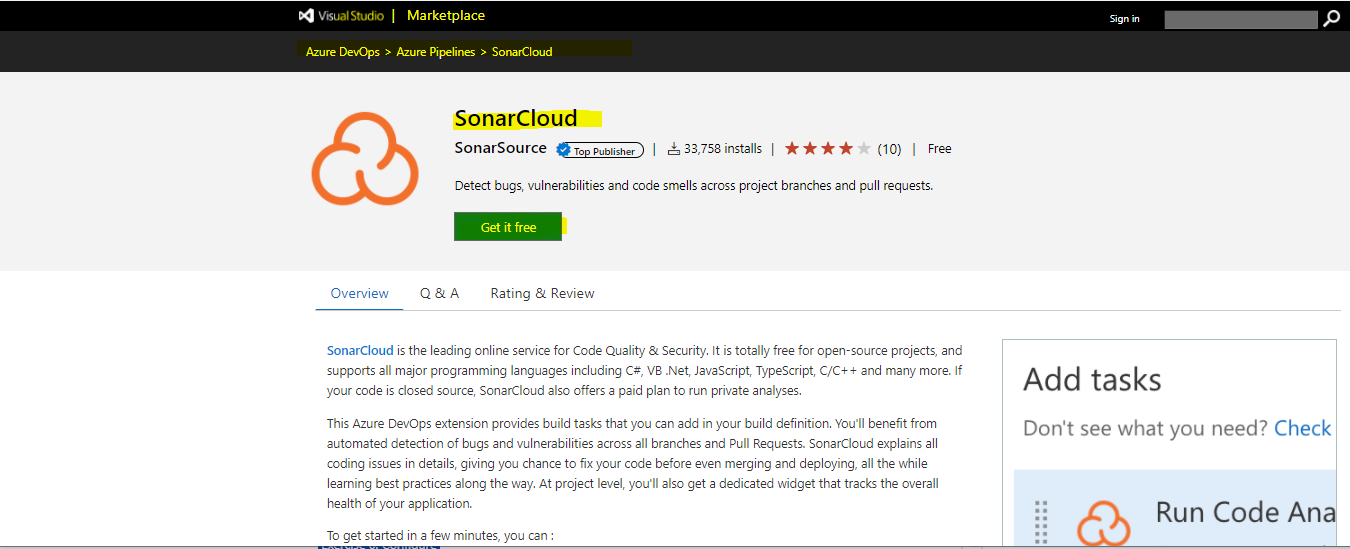 Visual Studio | Marketplace
Sign in
Azure DevOps > Azure Pipelines > SonarCloud
SonarCloud
SonarSource Top Publisher | 33,758 installs | (10) | Free
Detect bugs, vulnerabilities and code smells across project branches and pull requests.
Get it free
Overview Q & A Rating & Review
SonarCloud is the leading online service for Code Quality & Security. It is totally free for open-source projects, and
supports all major programming languages including C#, VB .Net, JavaScript, TypeScript, C/C++ and many more. If
your code is closed source, SonarCloud also offers a paid plan to run private analyses.
This Azure DevOps extension provides build tasks that you can add in your build definition. You'll benefit from
automated detection of bugs and vulnerabilities across all branches and Pull Requests. SonarCloud explains all
coding issues in details, giving you chance to fix your code before even merging and deploying, all the while
learning best practices along the way. At project level, you'll also get a dedicated widget that tracks the overall
health of your application.
To get started in a few minutes, you can :
Add tasks
Don't see what you need? Check
Run Code Ana